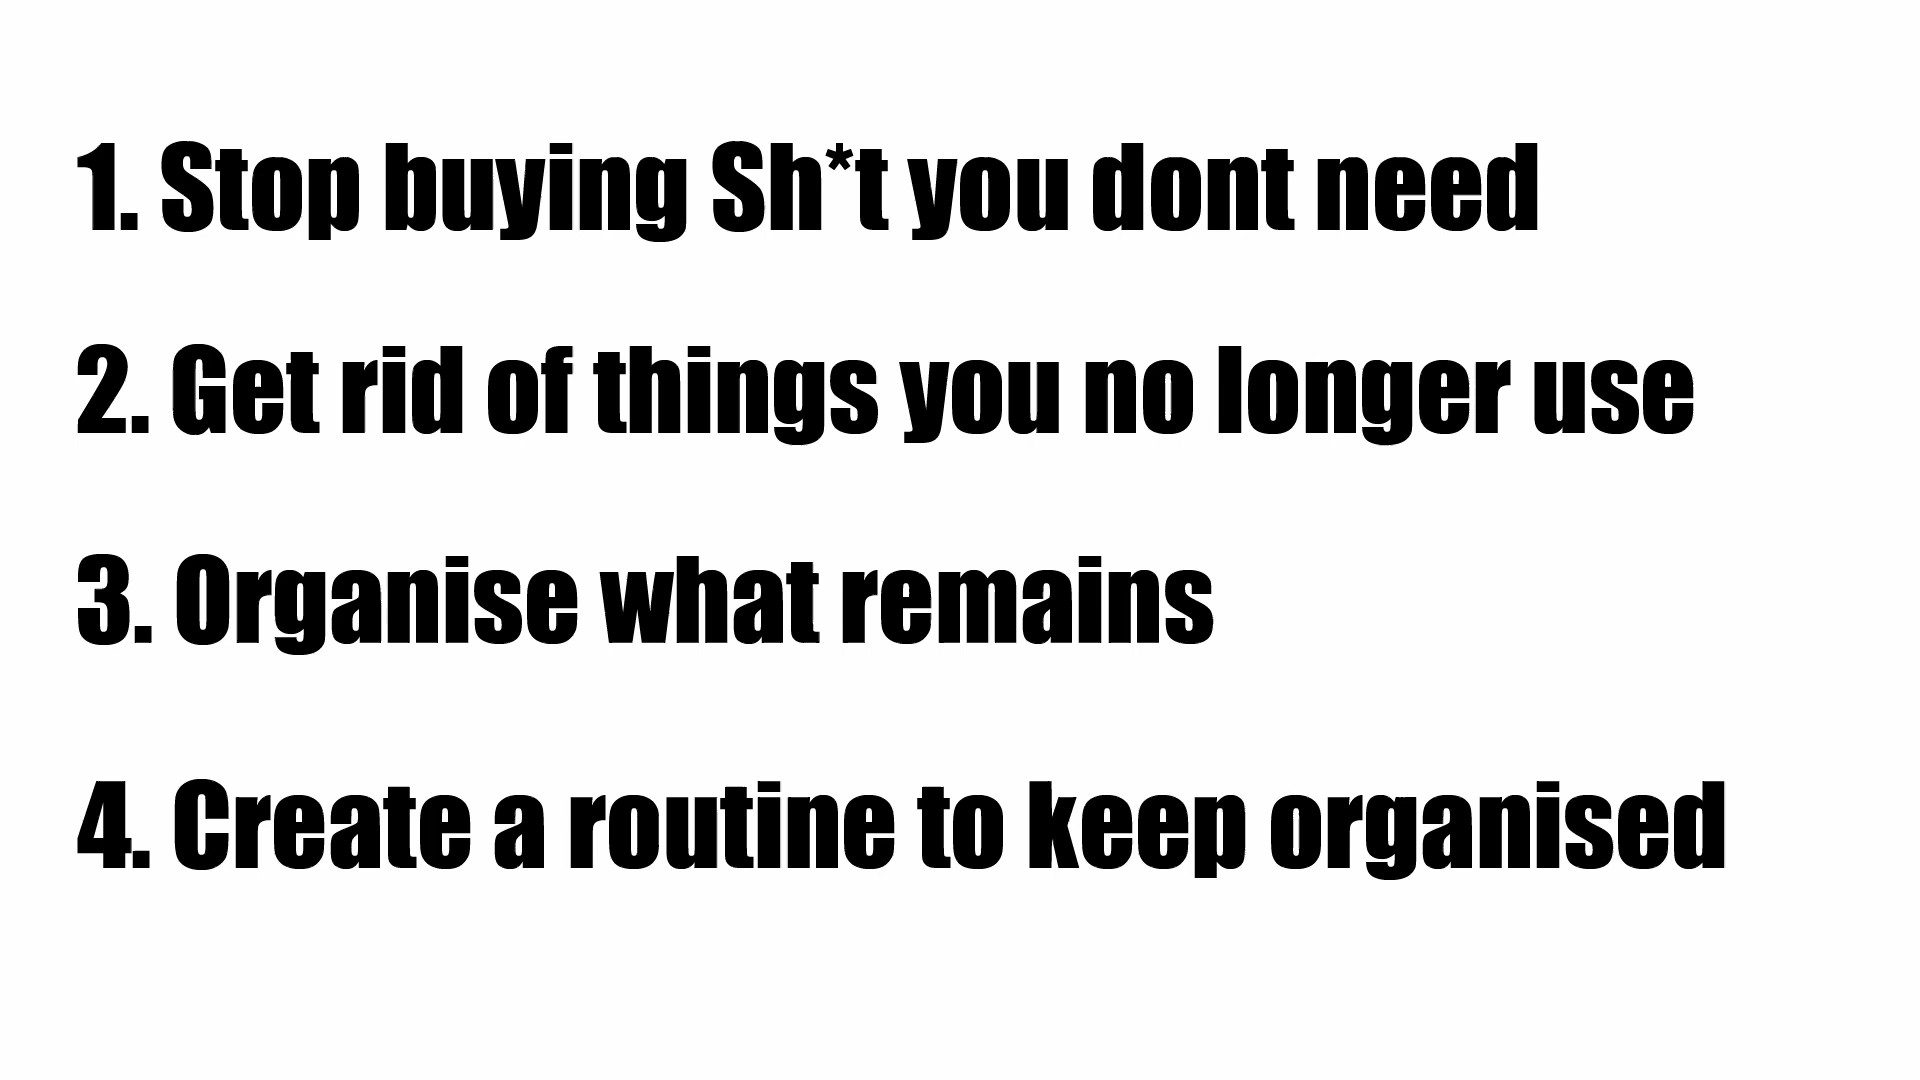 1. Stop buying Sh*t you dont need
2. Get rid of things you no longer use
3. Organise what remains
4. Create a routine to keep organised